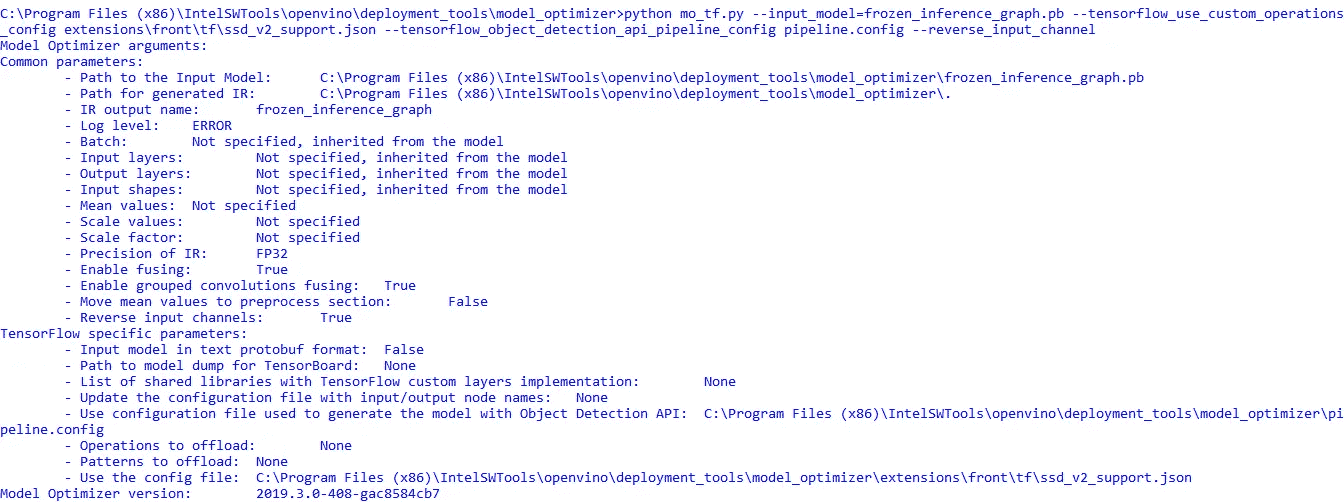 C:\Program Files (x86)\IntelSWTools\openvino\deployment_tools\model_optimizer>python mo_tf.py --input_model=frozen_inference_graph.pb --tensorflow_use_custom_operations
_config extensions\front\tf\ssd_v2_support.json --tensorflow_object_detection_api_pipeline_config pipeline.config --reverse_input_channel
Model Optimizer arguments:
Common parameters:
- Path to the Input Model: C:\Program Files (x86)\IntelSWTools\openvino\deployment_tools\model_optimizer\frozen_inference_graph.pb
- Path for generated IR: C:\Program Files (x86)\IntelSWTools\openvino\deployment_tools\model_optimizer\.
- IR output name: frozen_inference_graph
- Log level: ERROR
- Batch: Not specified, inherited from the model
- Input layers: Not specified, inherited from the model
- Output layers: Not specified, inherited from the model
- Input shapes: Not specified, inherited from the model
- Mean values: Not specified
- Scale values: Not specified
- Scale factor: Not specified
- Precision of IR: FP32
- Enable fusing: True
- Enable grouped convolutions fusing: True
- Move mean values to preprocess section: False
- Reverse input channels: True
TensorFlow specific parameters:
- Input model in text protobuf format: False
- Path to model dump for TensorBoard: None
- List of shared libraries with TensorFlow custom layers implementation: None
- Update the configuration file with input/output node names: None
- Use configuration file used to generate the model with Object Detection API: C:\Program Files (x86)\IntelSWTools\openvino\deployment_tools\model_optimizer\pi
peline.config
- Operations to offload: None
- Patterns to offload: None
- Use the config file: C:\Program Files (x86)\IntelSWTools\openvino\deployment_tools\model_optimizer\extensions\front\tf\ssd_v2_support.json
Model Optimizer version: 2019.3.0-408-gac8584cb7